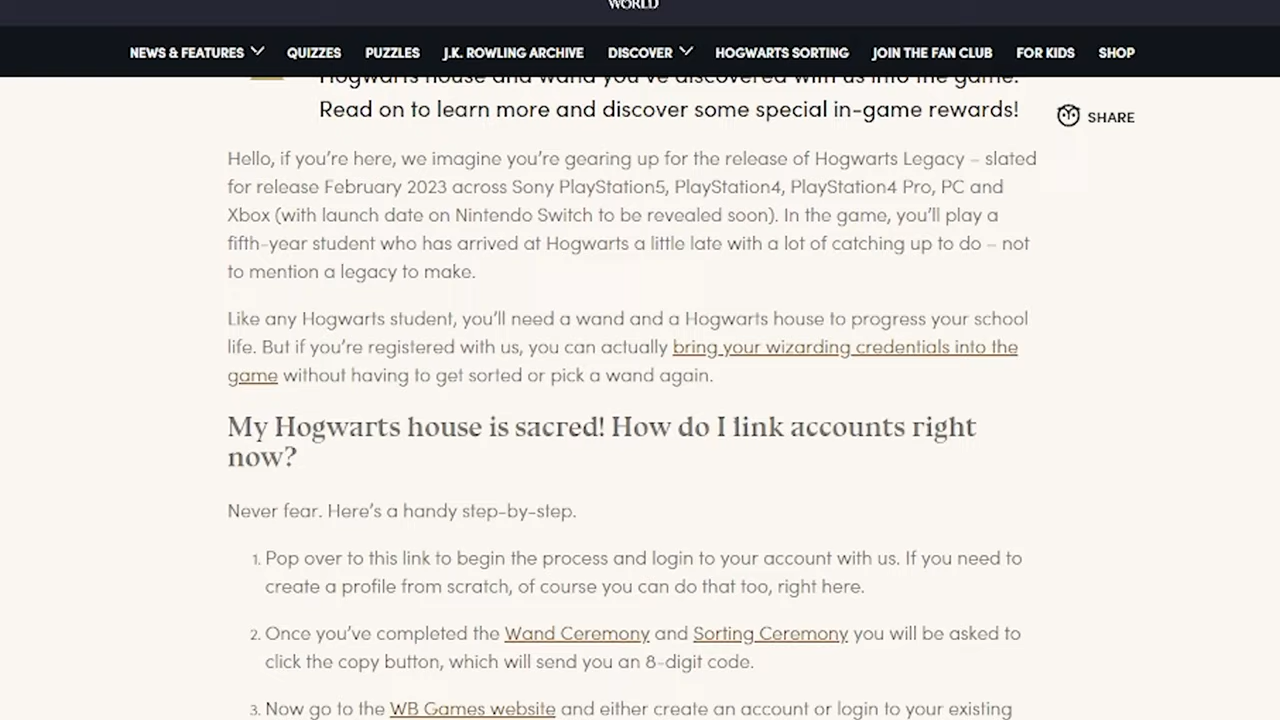 WORLD
NEWS & FEATURES
QUIZZES
PUZZLES
J.K. ROWLING ARCHIVE
DISCOVER
HOGWARTS SORTING
JOIN THE FAN CLUB
FOR KIDS
SHOP
Hogwarts house and wand you've discovered with us into the game.
Read on to learn more and discover some special in-game rewards!
SHARE
Hello, if you’re here, we imagine you’re gearing up for the release of Hogwarts Legacy – slated
for release February 2023 across Sony PlayStation5, PlayStation4, PlayStation4 Pro, PC and
Xbox (with launch date on Nintendo Switch to be revealed soon). In the game, you’ll play a
fifth-year student who has arrived at Hogwarts a little late with a lot of catching up to do – not
to mention a legacy to make.
Like any Hogwarts student, you’ll need a wand and a Hogwarts house to progress your school
life. But if you’re registered with us, you can actually bring your wizarding credentials into the
game without having to get sorted or pick a wand again.
My Hogwarts house is sacred! How do I link accounts right
now?
Never fear. Here’s a handy step-by-step.
1. Pop over to this link to begin the process and login to your account with us. If you need to
create a profile from scratch, of course you can do that too, right here.
2. Once you’ve completed the Wand Ceremony and Sorting Ceremony you will be asked to
click the copy button, which will send you an 8-digit code.
3. Now go to the WB Games website and either create an account or login to your existing